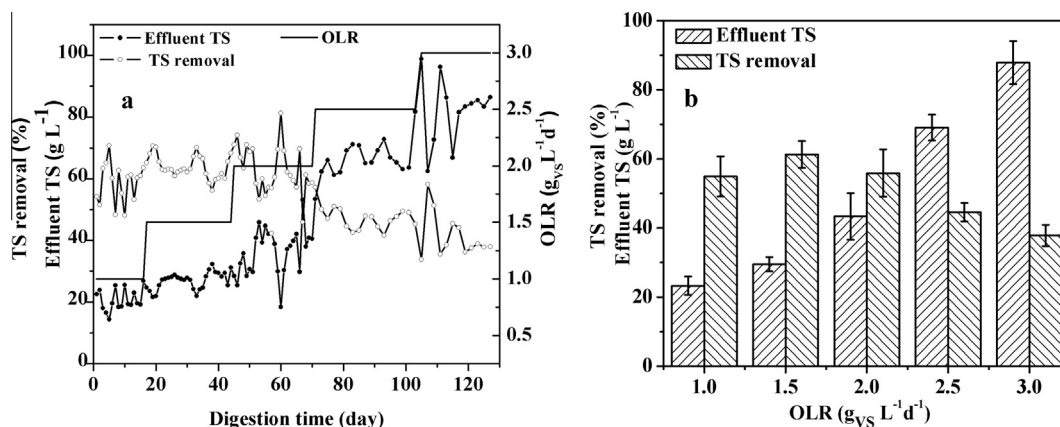 Effluent TS
OLR
TS removal
a
TS removal (%)
Effluent TS (g L⁻¹)
100
80
60
40
20
0
3.0
2.5
2.0
1.5
1.0
0.5
OLR (g_VS L⁻¹d⁻¹)
0
20
40
60
80
100
120
Digestion time (day)
Effluent TS
TS removal
b
TS removal (%)
Effluent TS (g L⁻¹)
100
80
60
40
20
0
1.0
1.5
2.0
2.5
3.0
OLR (g_VS L⁻¹d⁻¹)